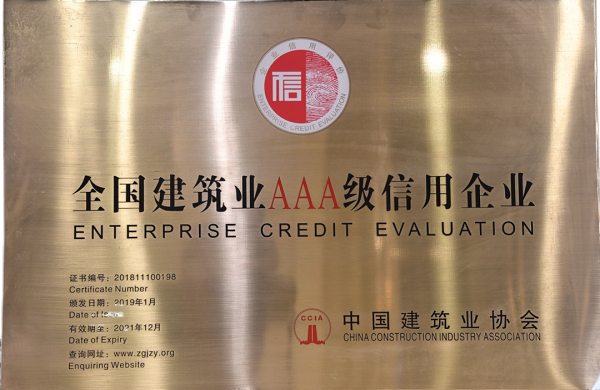 企业信用评价
ENTERPRISE CREDIT EVALUATION
信
全国建筑业AAA级信用企业
ENTERPRISE CREDIT EVALUATION
证书编号：201811100198
Certificate Number
颁发日期：2019年1月
Date of
有效期至：2021年12月
Date of Expiry
查询网址：www.zgjzy.org
Enquiring Website
CCIA
中国建筑业协会
CHINA CONSTRUCTION INDUSTRY ASSOCIATION